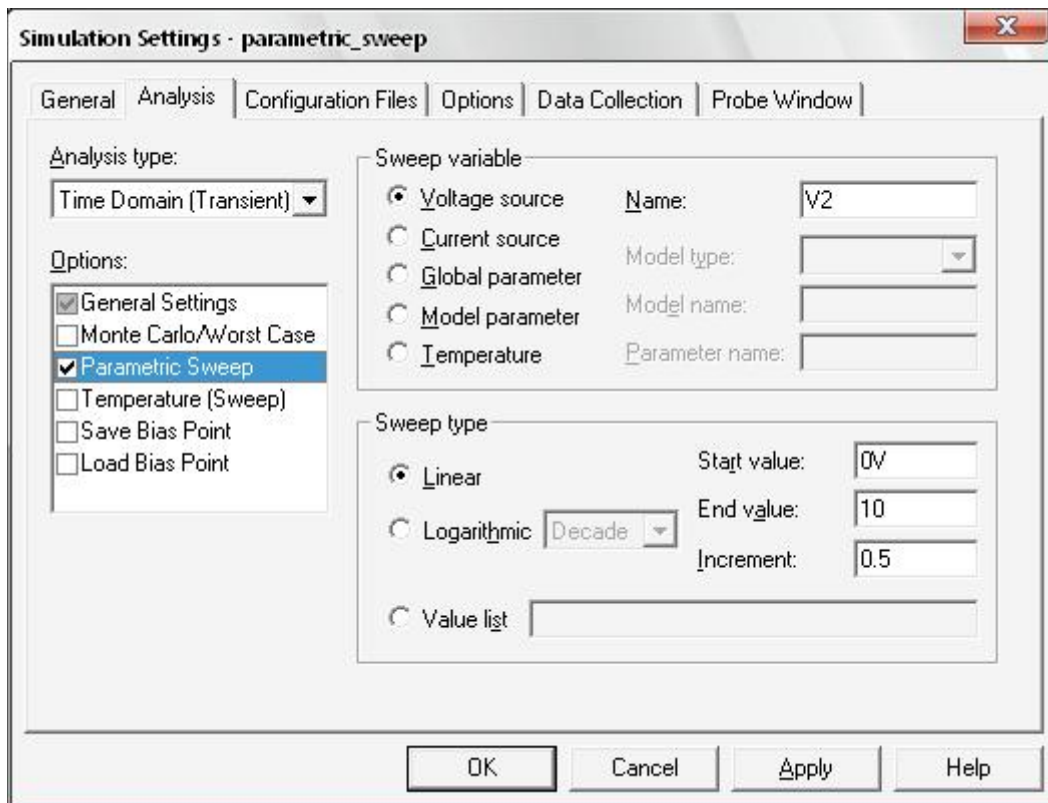 Simulation Settings - parametric_sweep
General Analysis Configuration Files Options Data Collection Probe Window
Analysis type:
Time Domain (Transient)
Options:
General Settings
Monte Carlo/Worst Case
Parametric Sweep
Temperature (Sweep)
Save Bias Point
Load Bias Point
Sweep variable
Voltage source
Current source
Global parameter
Model parameter
Temperature
Name: V2
Model type:
Model name:
Parameter name:
Sweep type
Linear
Logarithmic Decade
Value list
Start value: 0V
End value: 10
Increment: 0.5
OK Cancel Apply Help